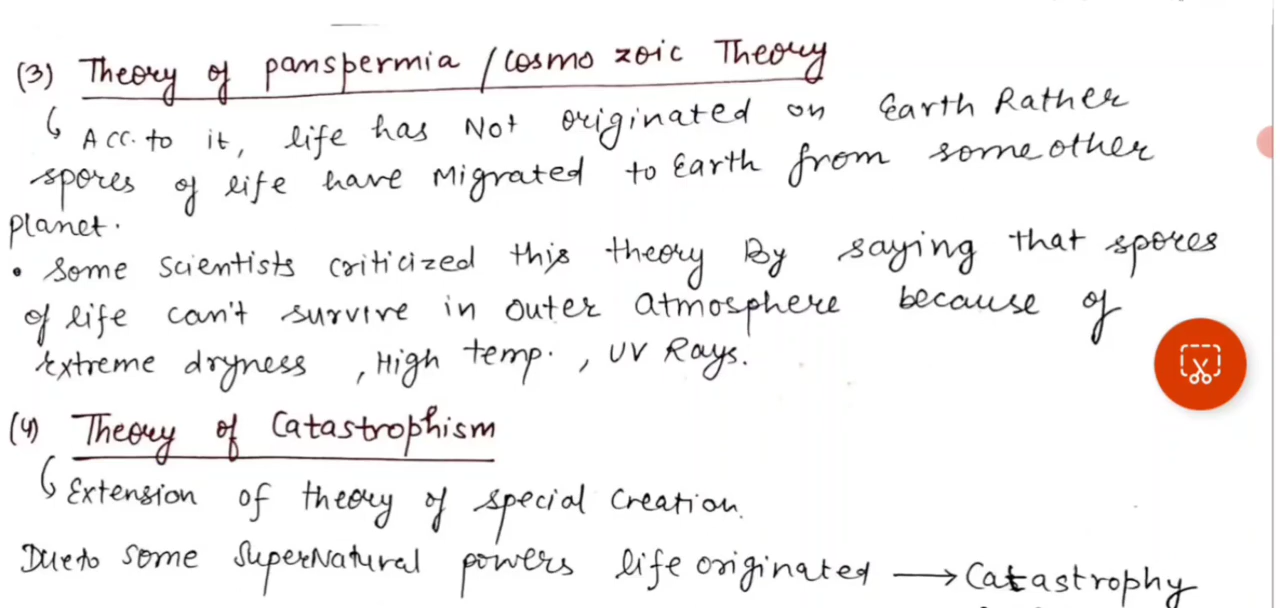 (3) Theory of panspermia / Cosmo zoic Theory
Acc. to it, life has Not originated on Earth Rather
spores of life have Migrated to Earth from someother
planet.
• Some Scientists criticized this theory By saying that spores
of life can't survive in outer atmosphere because of
extreme dryness , High temp. , UV Rays.
(4) Theory of Catastrophism
Extension of theory of special Creation.
Due to some SuperNatural powers life originated → Catastrophy